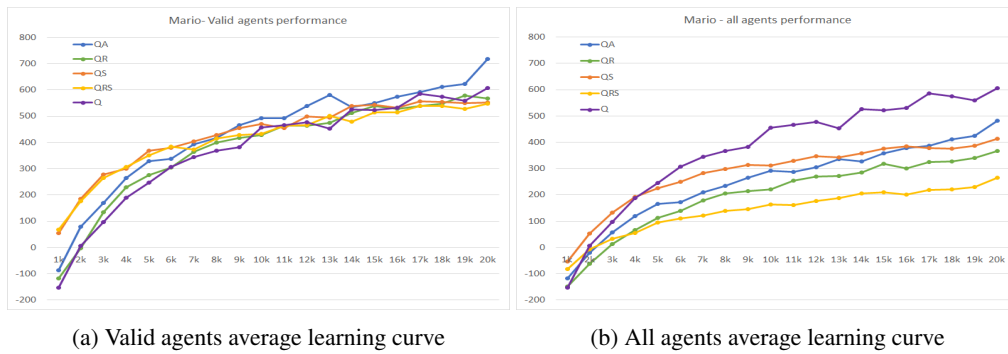 Mario- Valid agents performance
800
700
600
500
400
300
200
100
0
-100
-200
QA
QR
QS
QRS
Q
1k 2k 3k 4k 5k 6k 7k 8k 9k 10k 11k 12k 13k 14k 15k 16k 17k 18k 19k 20k
(a) Valid agents average learning curve
Mario - all agents performance
800
700
600
500
400
300
200
100
0
-100
-200
QA
QR
QS
QRS
Q
1k 2k 3k 4k 5k 6k 7k 8k 9k 10k 11k 12k 13k 14k 15k 16k 17k 18k 19k 20k
(b) All agents average learning curve